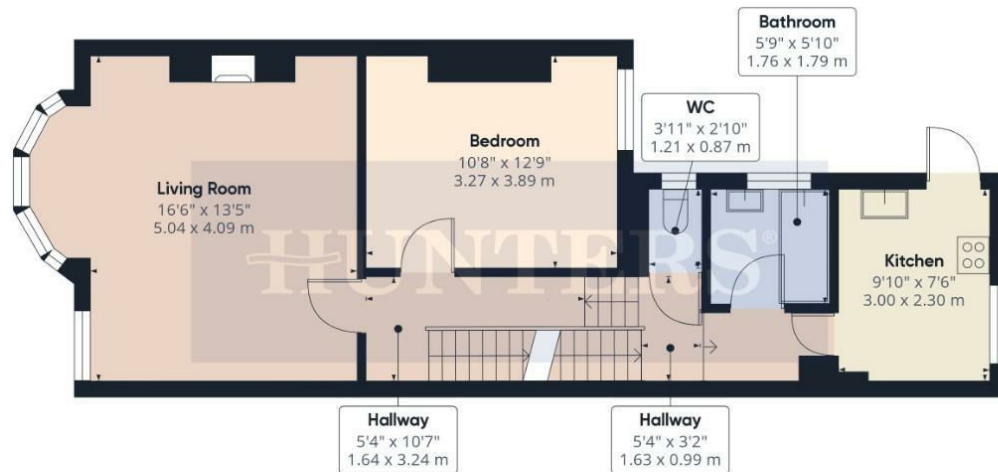 Bathroom
5'9" x 5'10"
1.76 x 1.79 m
WC
3'11" x 2'10"
1.21 x 0.87 m
Bedroom
10'8" x 12'9"
3.27 x 3.89 m
Living Room
16'6" x 13'5"
5.04 x 4.09 m
HUNTERS®
Kitchen
9'10" x 7'6"
3.00 x 2.30 m
Hallway
5'4" x 10'7"
1.64 x 3.24 m
Hallway
5'4" x 3'2"
1.63 x 0.99 m